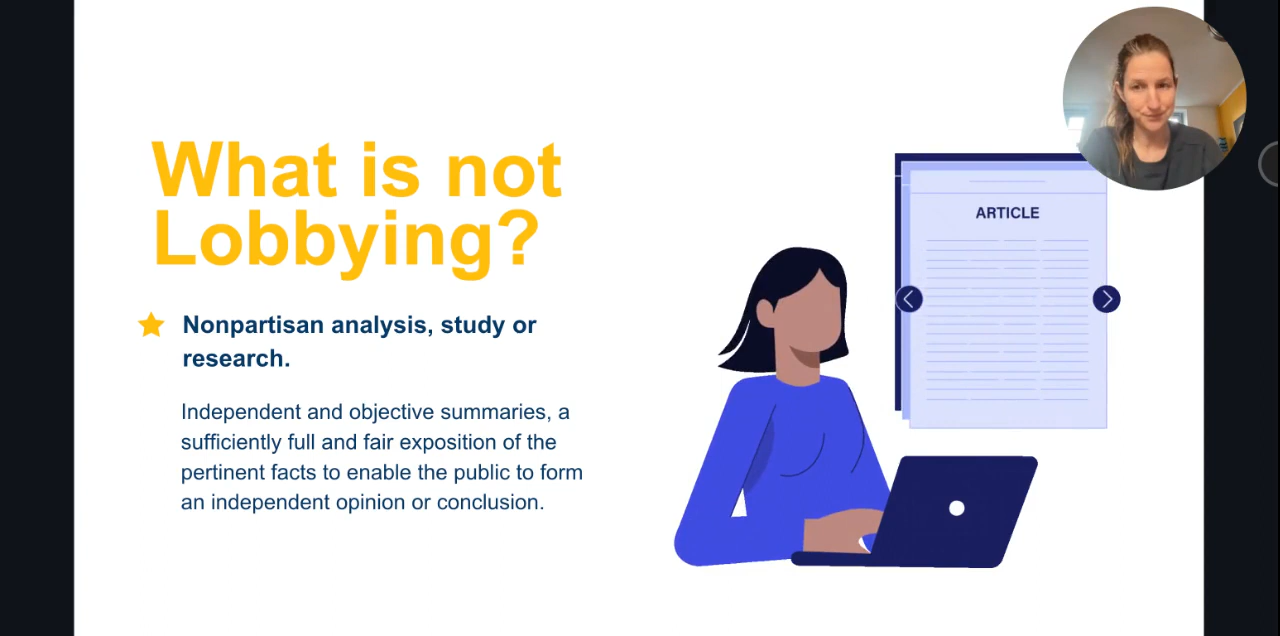 What is not
Lobbying?
Nonpartisan analysis, study or
research.
Independent and objective summaries, a
sufficiently full and fair exposition of the
pertinent facts to enable the public to form
an independent opinion or conclusion.
ARTICLE